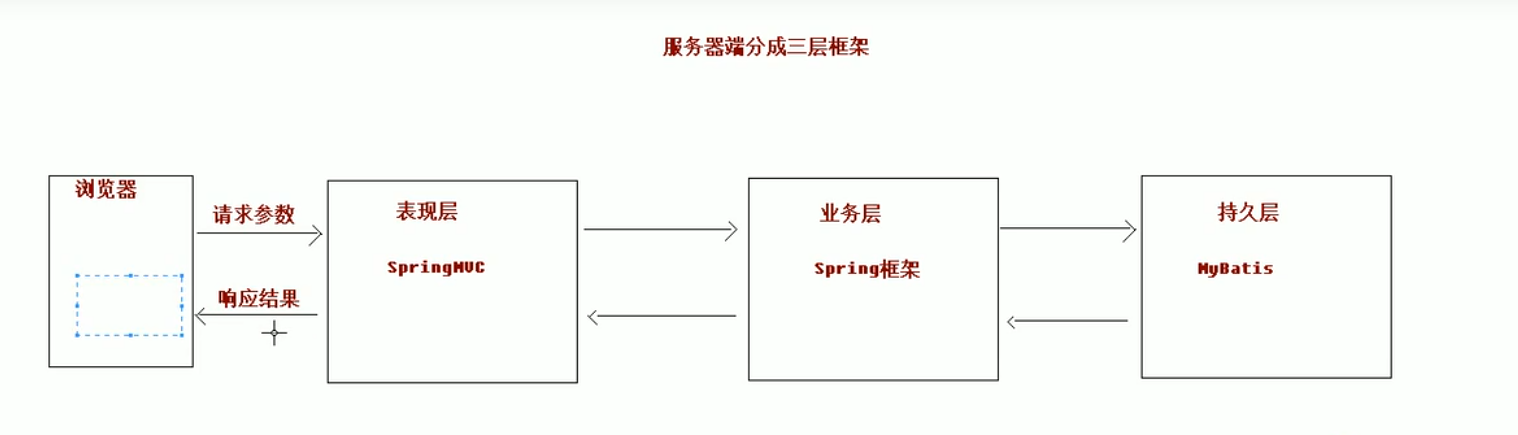 服务器端分成三层框架
浏览器
请求参数
响应结果
表现层
SpringMVC
业务层
Spring框架
持久层
MyBatis